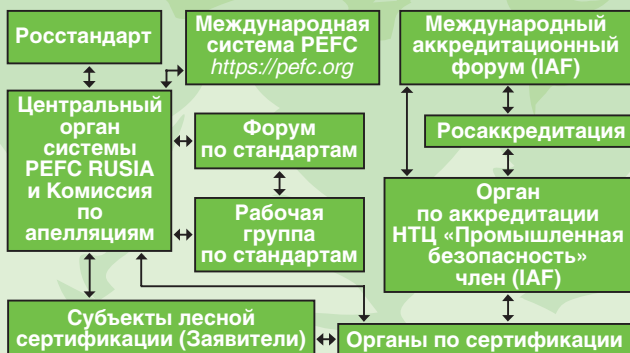 Росстандарт
Международная
система PEFC
https://pefc.org
Международный
аккредитационный
форум (IAF)
Центральный
орган
системы
PEFC RUSIA
и Комиссия
по
апелляциям
Форум
по стандартам
Росаккредитация
Рабочая
группа
по стандартам
Орган
по аккредитации
НТЦ «Промышленная
безопасность»
член (IAF)
Субъекты лесной
сертификации (Заявители)
Органы по сертификации